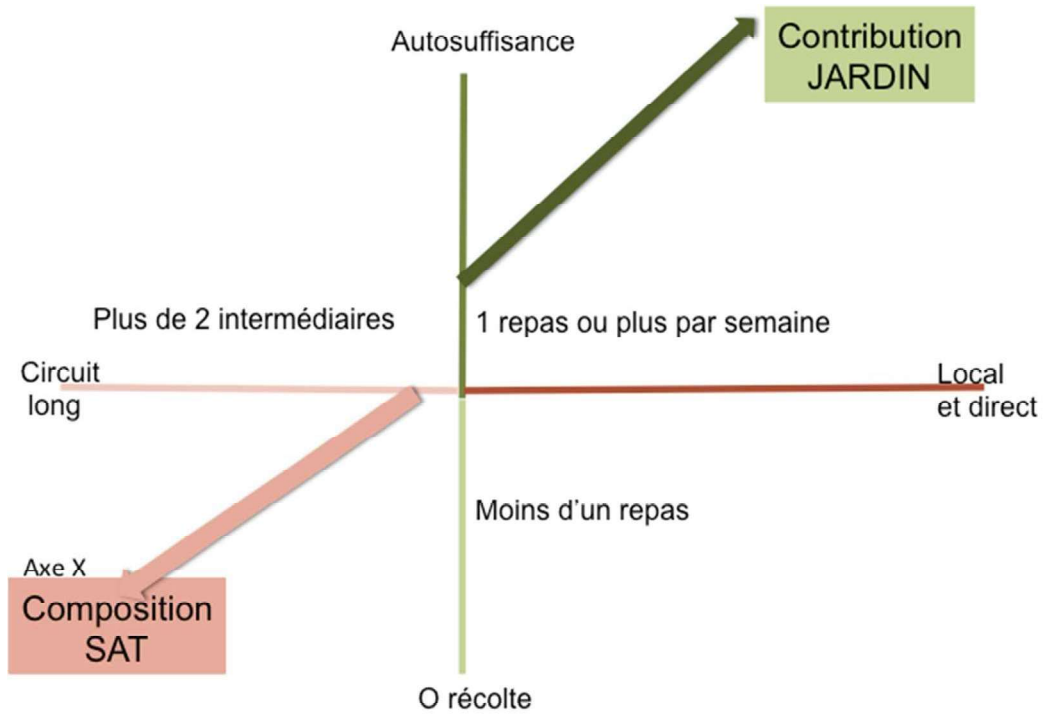 Autosuffisance
Contribution
JARDIN
Plus de 2 intermédiaires
1 repas ou plus par semaine
Circuit
long
Local
et direct
Moins d’un repas
Axe X
Composition
SAT
O récolte